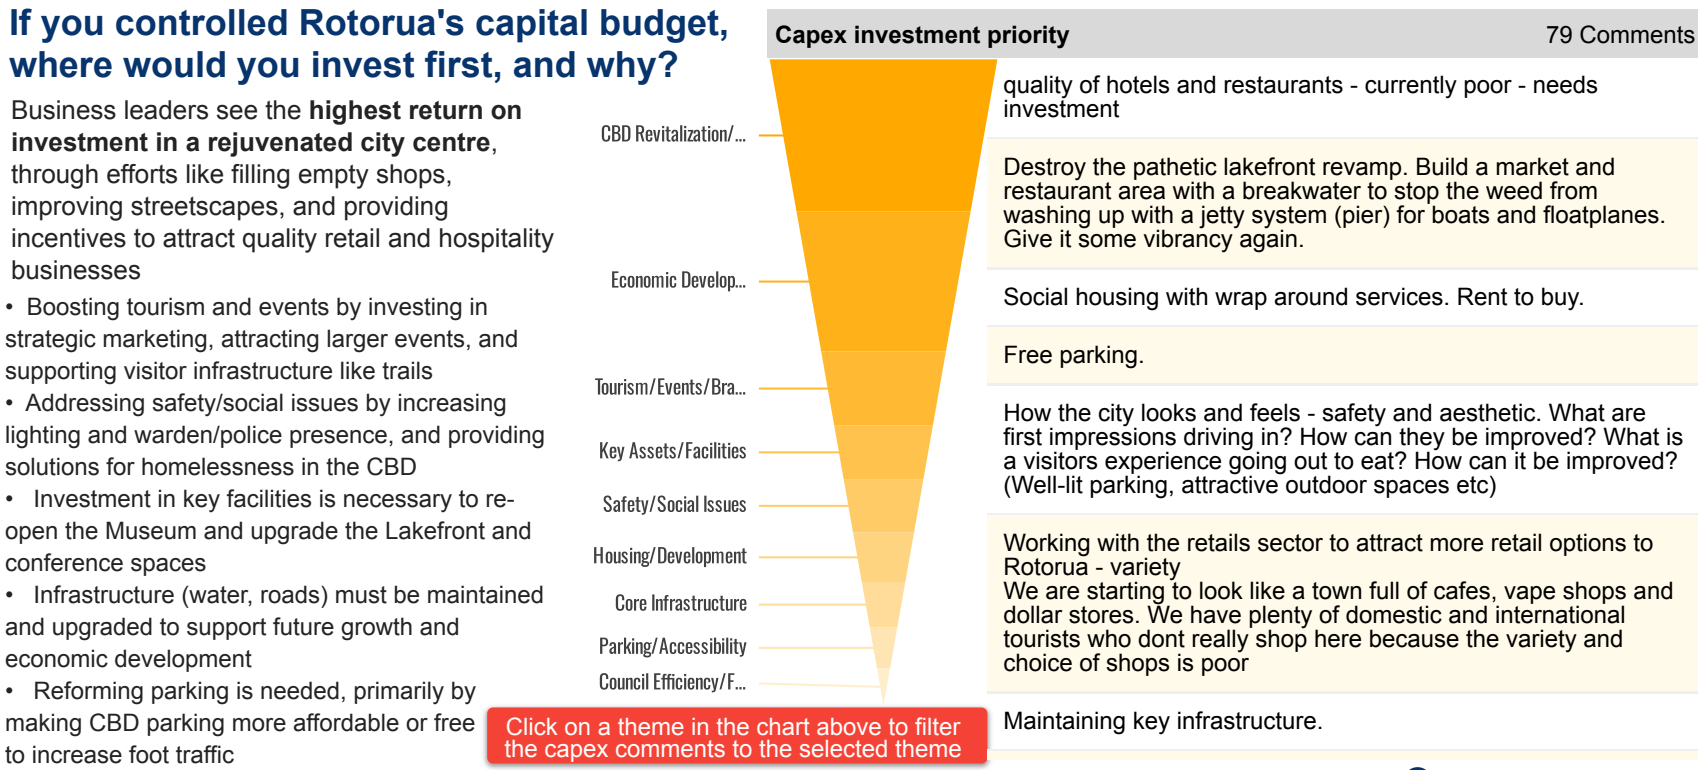 If you controlled Rotorua's capital budget,
where would you invest first, and why?
Business leaders see the highest return on
investment in a rejuvenated city centre,
through efforts like filling empty shops,
improving streetscapes, and providing
incentives to attract quality retail and hospitality
businesses
• Boosting tourism and events by investing in
strategic marketing, attracting larger events, and
supporting visitor infrastructure like trails
• Addressing safety/social issues by increasing
lighting and warden/police presence, and providing
solutions for homelessness in the CBD
• Investment in key facilities is necessary to re-
open the Museum and upgrade the Lakefront and
conference spaces
• Infrastructure (water, roads) must be maintained
and upgraded to support future growth and
economic development
• Reforming parking is needed, primarily by
making CBD parking more affordable or free
to increase foot traffic
CBD Revitalization/...
Economic Develop...
Tourism/Events/Bra...
Key Assets/Facilities
Safety/Social Issues
Housing/Development
Core Infrastructure
Parking/Accessibility
Council Efficiency/F...
Click on a theme in the chart above to filter
the capex comments to the selected theme
Capex investment priority 79 Comments
quality of hotels and restaurants - currently poor - needs
investment
Destroy the pathetic lakefront revamp. Build a market and
restaurant area with a breakwater to stop the weed from
washing up with a jetty system (pier) for boats and floatplanes.
Give it some vibrancy again.
Social housing with wrap around services. Rent to buy.
Free parking.
How the city looks and feels - safety and aesthetic. What are
first impressions driving in? How can they be improved? What is
a visitors experience going out to eat? How can it be improved?
(Well-lit parking, attractive outdoor spaces etc)
Working with the retails sector to attract more retail options to
Rotorua - variety
We are starting to look like a town full of cafes, vape shops and
dollar stores. We have plenty of domestic and international
tourists who dont really shop here because the variety and
choice of shops is poor
Maintaining key infrastructure.